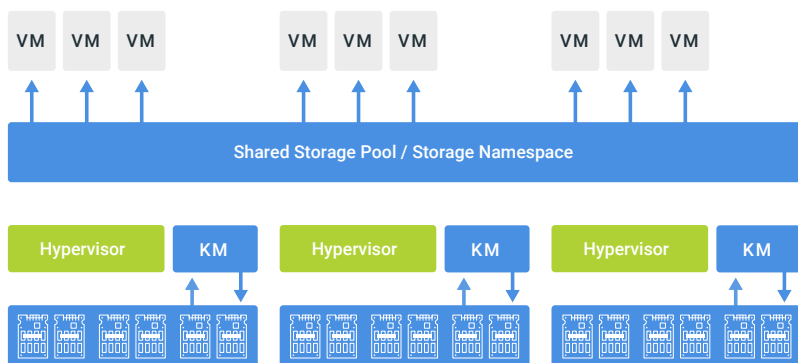 VM VM VM VM VM VM VM VM VM
Shared Storage Pool / Storage Namespace
Hypervisor KM Hypervisor KM Hypervisor KM